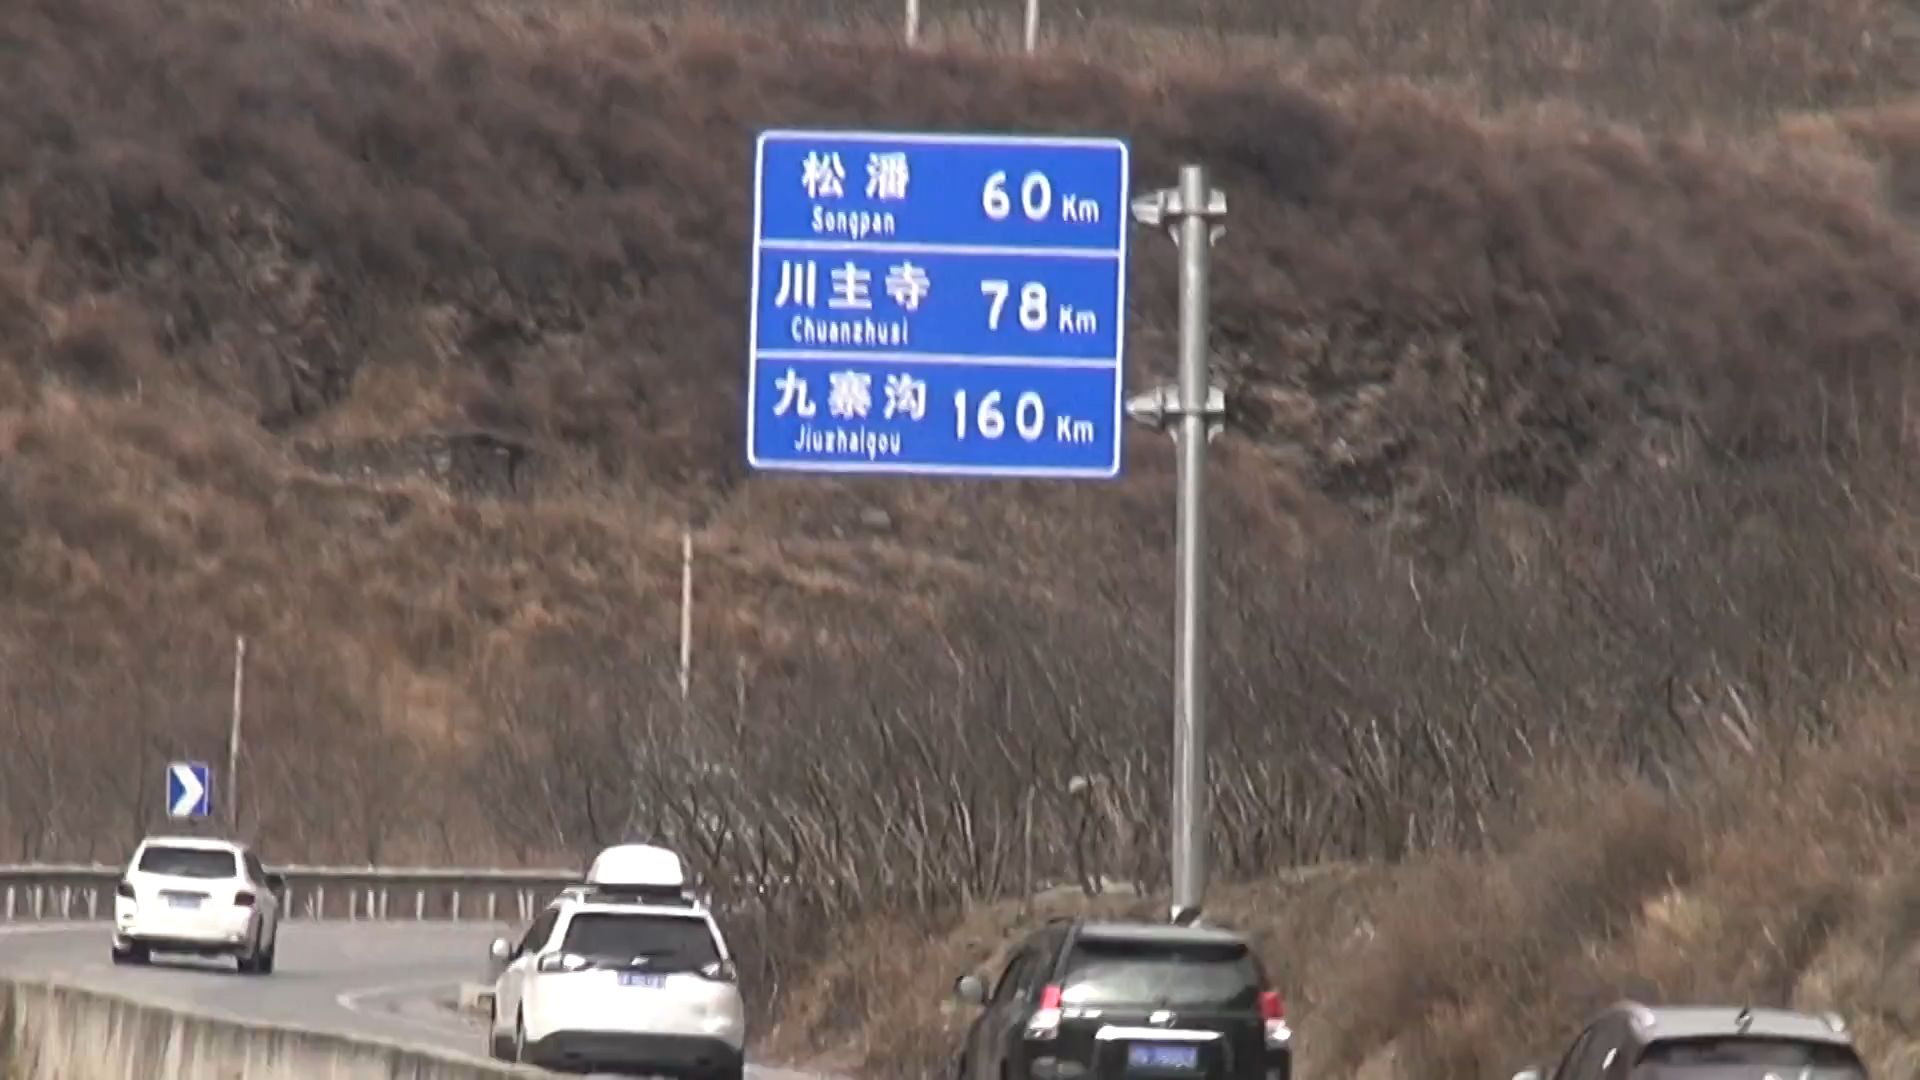 松潘 60 Km
Songpan
川主寺 78 Km
Chuanzhusi
九寨沟 160 Km
Jiuzhaigou